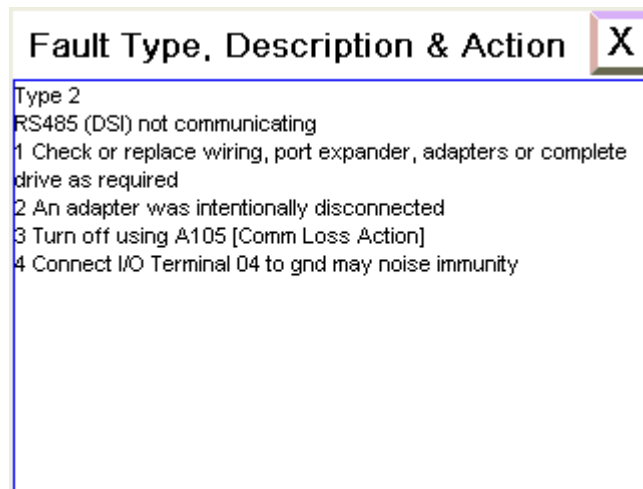 Fault Type, Description & Action X
Type 2
RS485 (DSI) not communicating
1 Check or replace wiring, port expander, adapters or complete
drive as required
2 An adapter was intentionally disconnected
3 Turn off using A105 [Comm Loss Action]
4 Connect I/O Terminal 04 to gnd may noise immunity